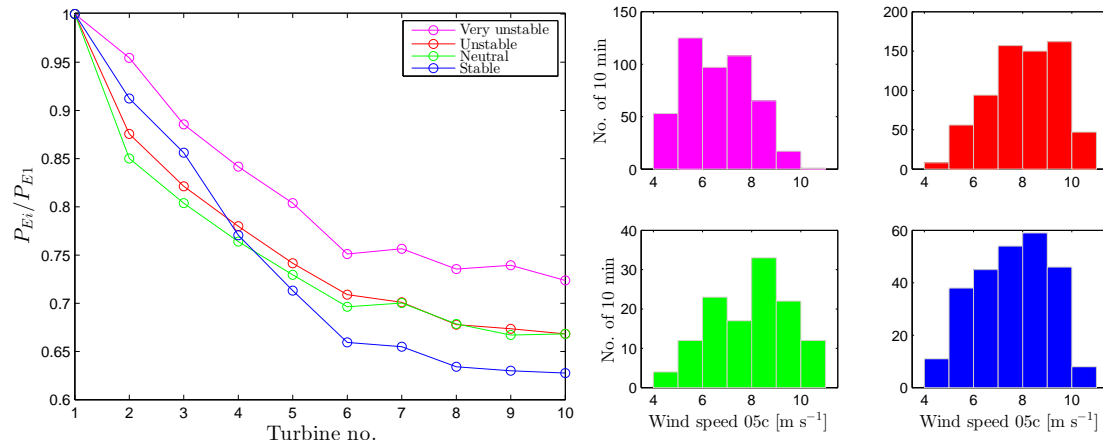 P_{Ei}/P_{E1}
1
0.95
0.9
0.85
0.8
0.75
0.7
0.65
0.6
1 2 3 4 5 6 7 8 9 10
Turbine no.
Very unstable
Unstable
Neutral
Stable
No. of 10 min
150
100
50
0
4 6 8 10
200
150
100
50
0
4 6 8 10
No. of 10 min
40
30
20
10
0
4 6 8 10
Wind speed 05c [m s⁻¹]
60
40
20
0
4 6 8 10
Wind speed 05c [m s⁻¹]